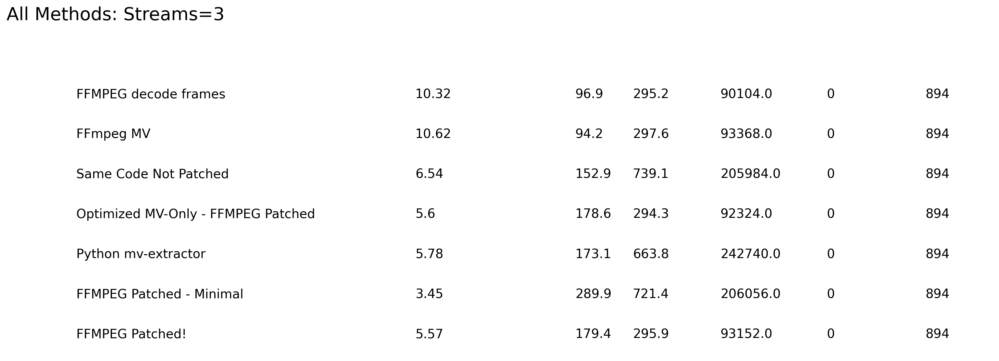 All Methods: Streams=3
FFMPEG decode frames 10.32 96.9 295.2 90104.0 0 894
FFmpeg MV 10.62 94.2 297.6 93368.0 0 894
Same Code Not Patched 6.54 152.9 739.1 205984.0 0 894
Optimized MV-Only - FFMPEG Patched 5.6 178.6 294.3 92324.0 0 894
Python mv-extractor 5.78 173.1 663.8 242740.0 0 894
FFMPEG Patched - Minimal 3.45 289.9 721.4 206056.0 0 894
FFMPEG Patched! 5.57 179.4 295.9 93152.0 0 894